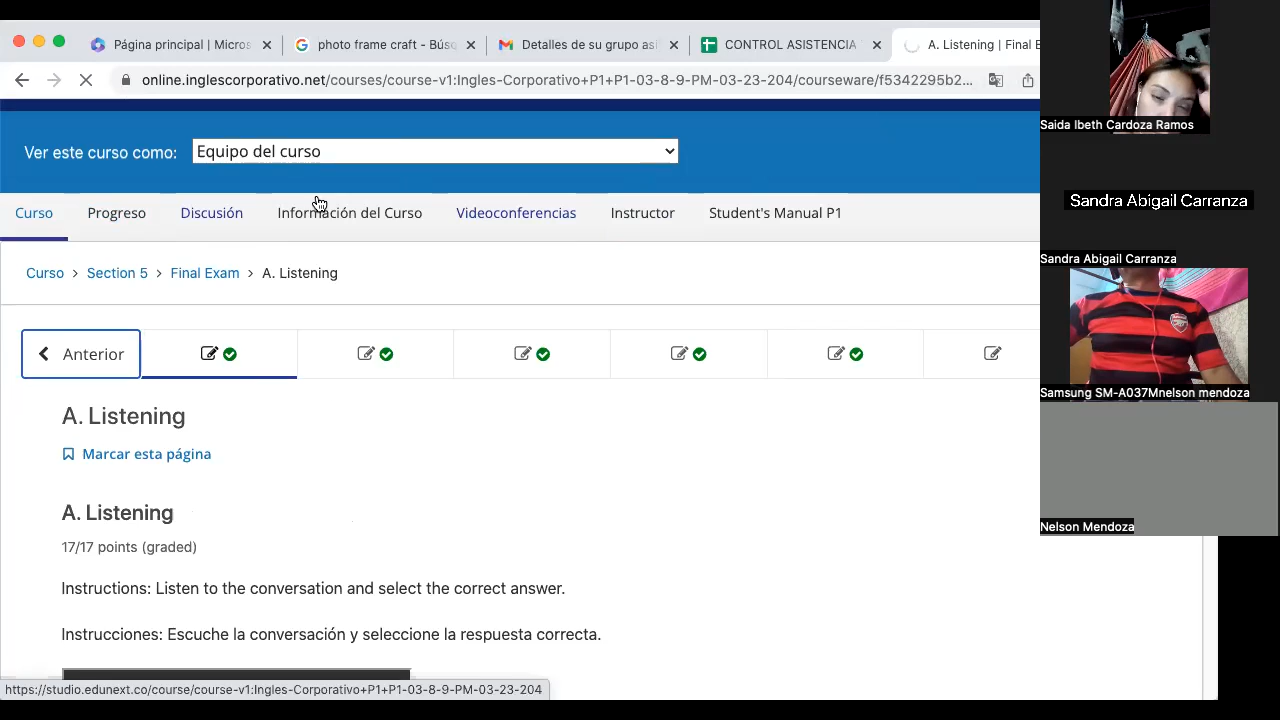 Página principal | Micros
photo frame craft - Búsq
Detalles de su grupo asi
CONTROL ASISTENCIA
A. Listening | Final E
online.inglescorporativo.net/courses/course-v1:Ingles-Corporativo+P1+P1-03-8-9-PM-03-23-204/courseware/f5342295b2...
Ver este curso como:
Equipo del curso
Curso
Progreso
Discusión
Información del Curso
Videoconferencias
Instructor
Student's Manual P1
Curso > Section 5 > Final Exam > A. Listening
Anterior
A. Listening
Marcar esta página
A. Listening
17/17 points (graded)
Instructions: Listen to the conversation and select the correct answer.
Instrucciones: Escuche la conversación y seleccione la respuesta correcta.
https://studio.edunext.co/course/course-v1:Ingles-Corporativo+P1+P1-03-8-9-PM-03-23-204
Saida Ibeth Cardoza Ramos
Sandra Abigail Carranza
Sandra Abigail Carranza
Samsung SM-A037Mnelson mendoza
Nelson Mendoza